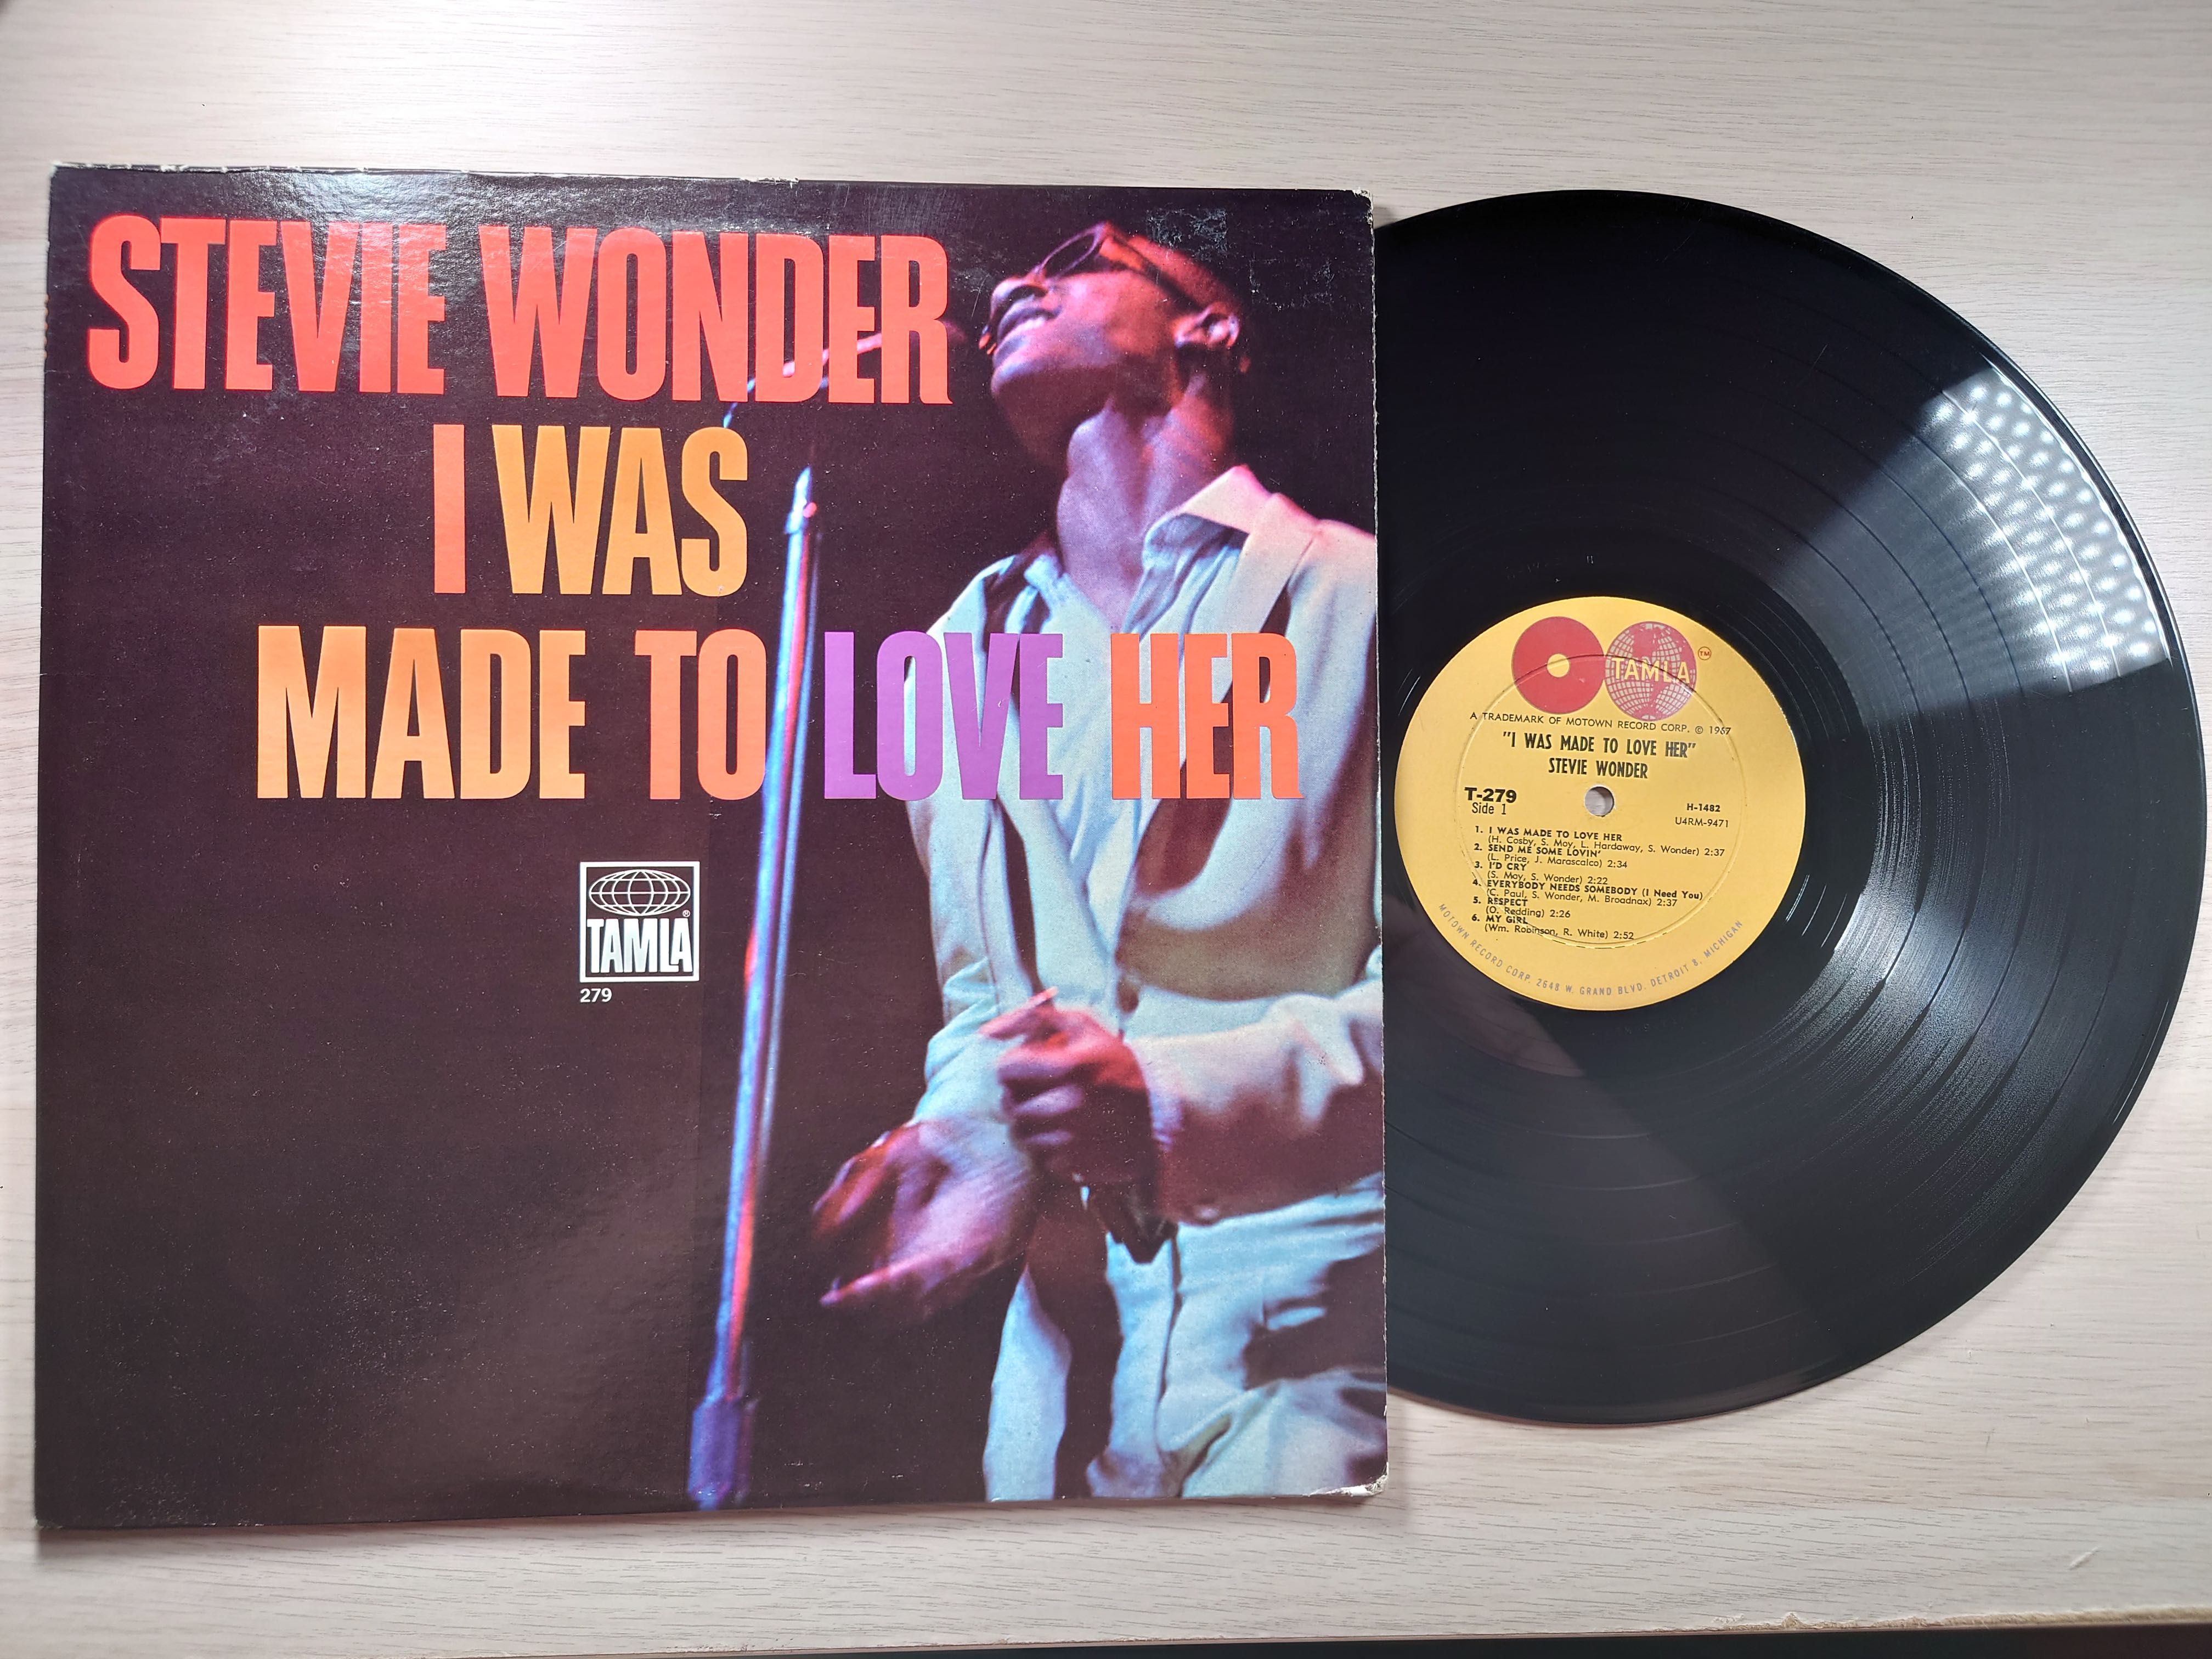 STEVIE WONDER
I WAS
MADE TO LOVE HER
TAMLA®
279
TAMLA ™
A TRADEMARK OF MOTOWN RECORD CORP. © 1967
"I WAS MADE TO LOVE HER"
STEVIE WONDER
T-279
Side 1
H-1482
U4RM-9471
1. I WAS MADE TO LOVE HER
(H. Cosby, S. Moy, L. Hardaway, S. Wonder) 2:37
2. SEND ME SOME LOVIN'
(L. Price, J. Marascalco) 2:34
3. I'D CRY
(S. Moy, S. Wonder) 2:22
4. EVERYBODY NEEDS SOMEBODY (I Need You)
(C. Paul, S. Wonder, M. Broadnax) 2:37
5. RESPECT
(O. Redding) 2:26
6. MY GIRL
(Wm. Robinson, R. White) 2:52
MOTOWN RECORD CORP. 2648 W. GRAND BLVD. DETROIT 8, MICHIGAN